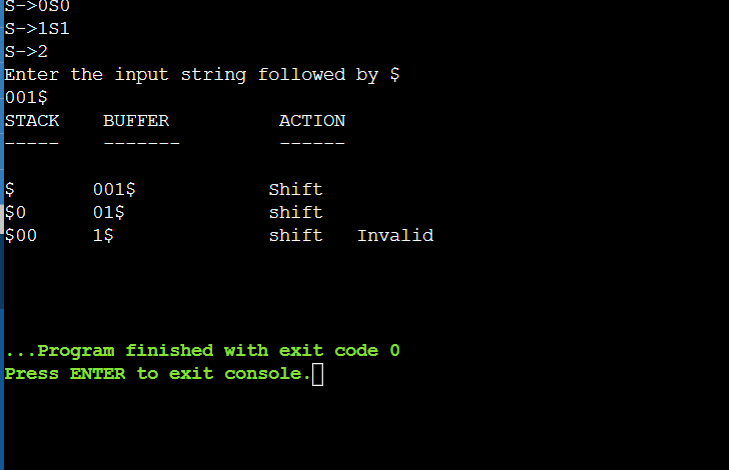 S->0S0
S->1S1
S->2
Enter the input string followed by $
001$
STACK    BUFFER          ACTION
-----    -------         ------
$       001$            Shift
$0      01$             shift
$00     1$              shift   Invalid
...Program finished with exit code 0
Press ENTER to exit console.